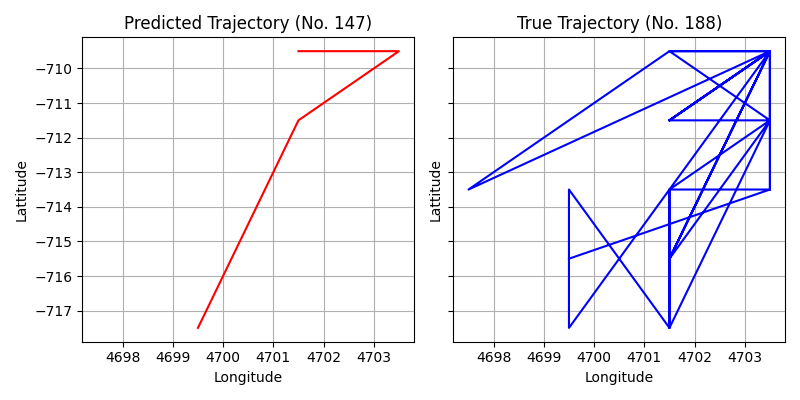 Predicted Trajectory (No. 147)
True Trajectory (No. 188)
−710
−711
−712
−713
−714
−715
−716
−717
Lattitude
Lattitude
4698 4699 4700 4701 4702 4703
4698 4699 4700 4701 4702 4703
Longitude
Longitude